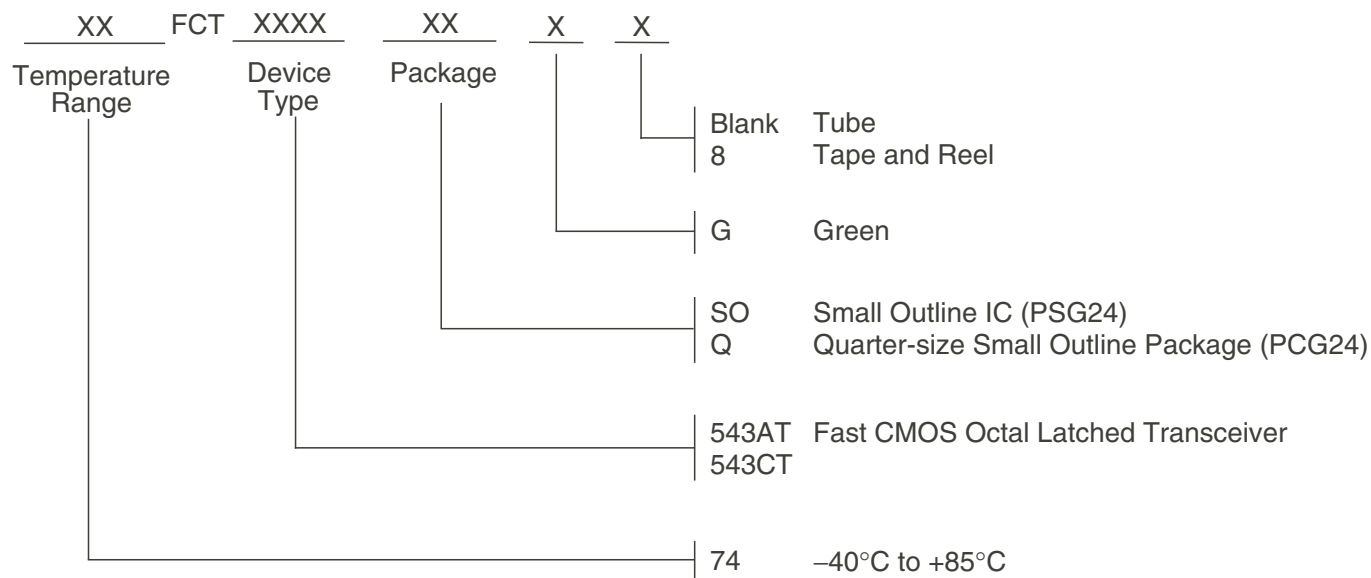 XX FCT XXXX XX X X
Temperature Range
Device Type
Package
Blank Tube
8 Tape and Reel
G Green
SO Small Outline IC (PSG24)
Q Quarter-size Small Outline Package (PCG24)
543AT Fast CMOS Octal Latched Transceiver
543CT
74 –40°C to +85°C